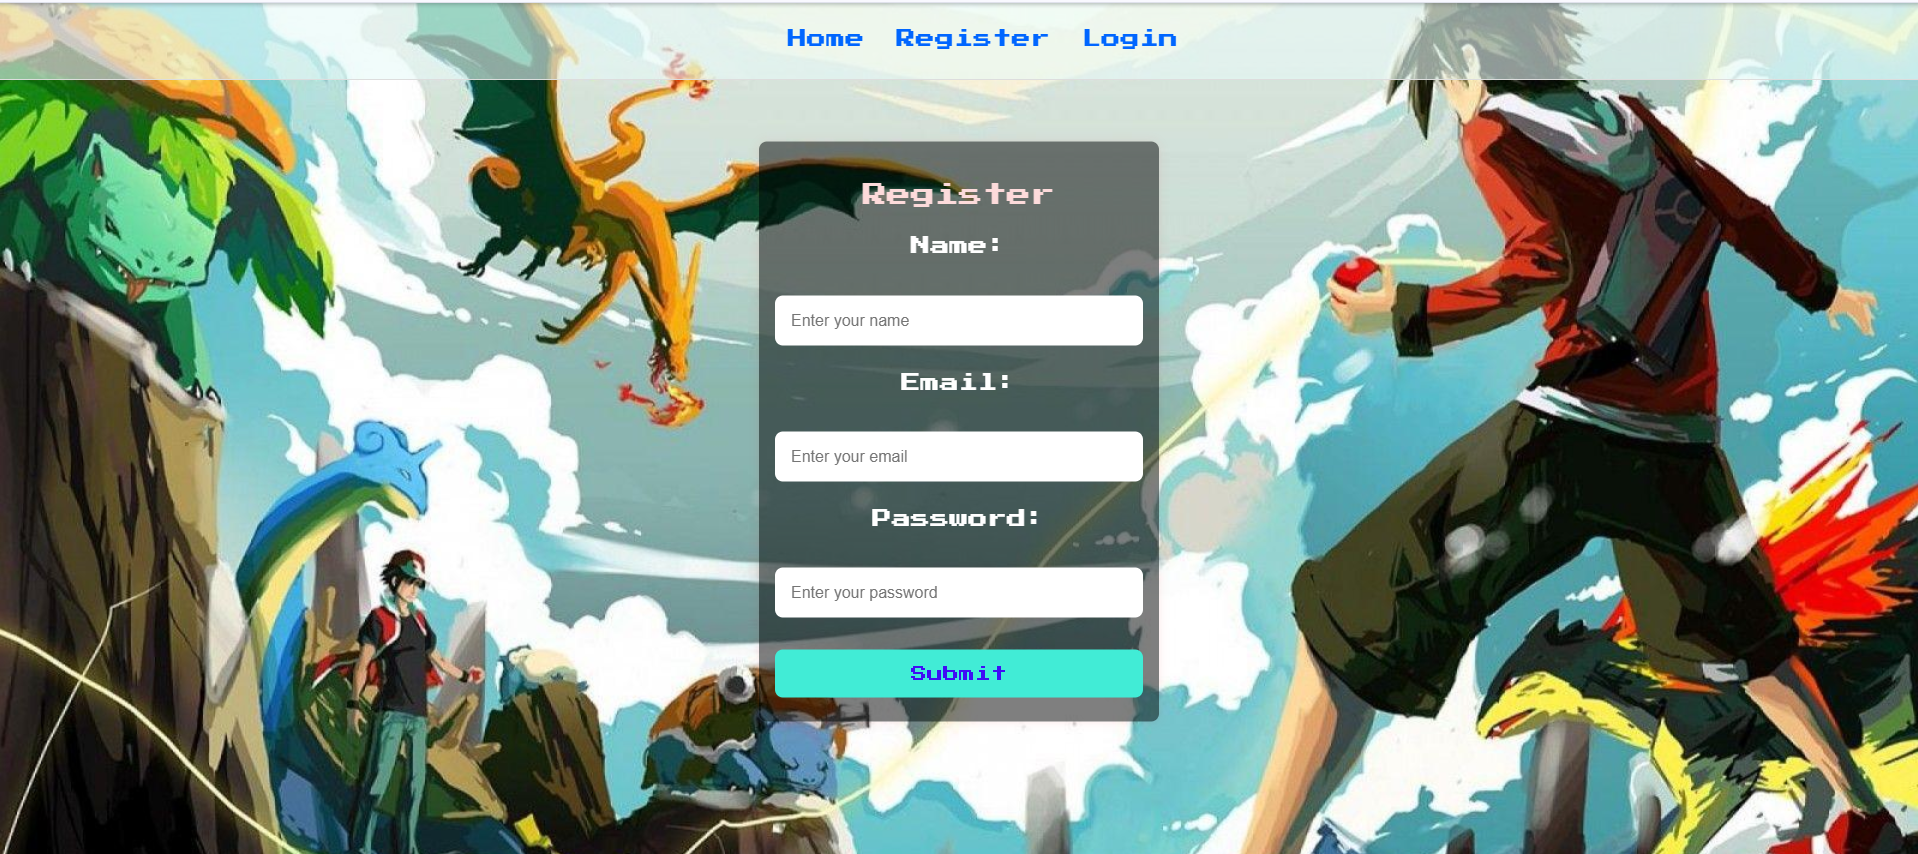 Home Register Login
Register
Name:
Enter your name
Email:
Enter your email
Password:
Enter your password
Submit